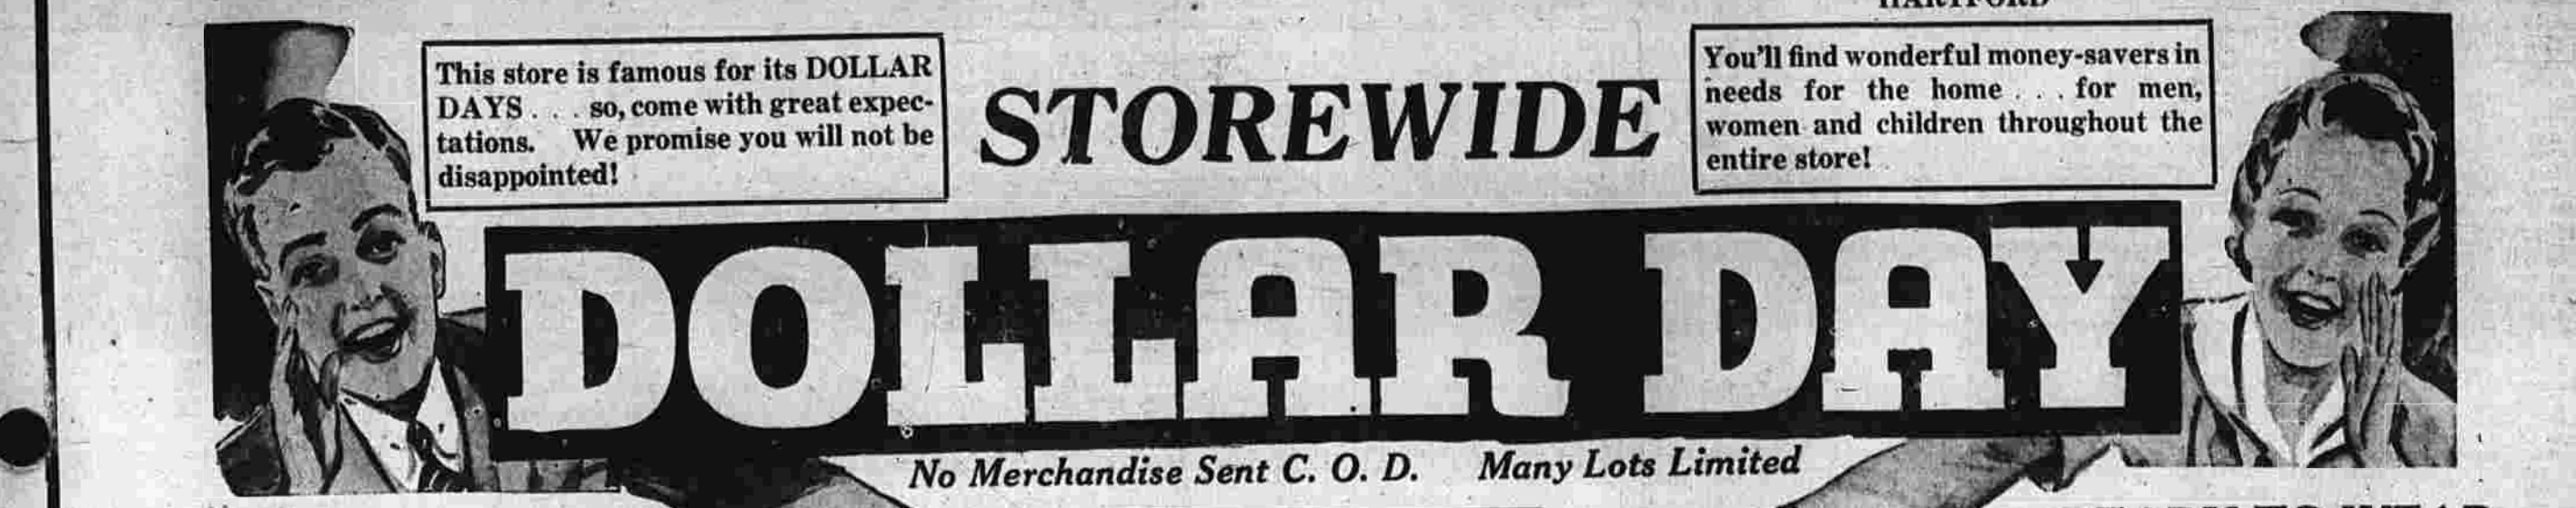 HARTFORD
This store is famous for its DOLLAR
DAYS . . . so, come with great expec-
tations. We promise you will not be
disappointed!
STOREWIDE
You'll find wonderful money-savers in
needs for the home . . . for men,
women and children throughout the
entire store!
DOLLAR DAY
No Merchandise Sent C. O. D. Many Lots Limited